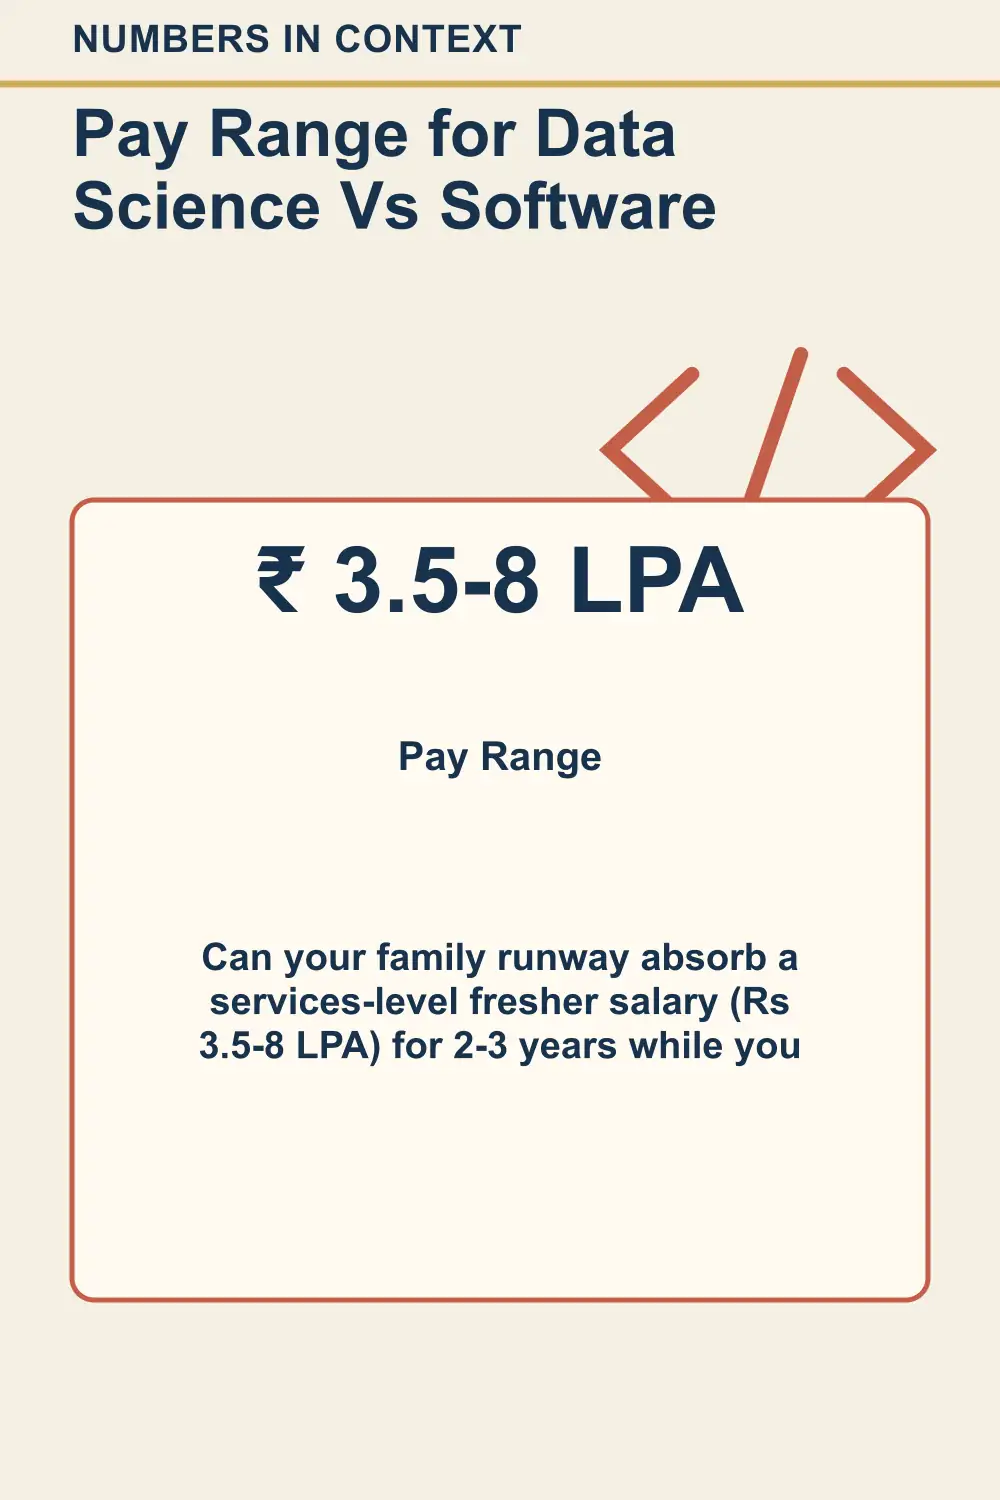 NUMBERS IN CONTEXT
Pay Range for Data
Science Vs Software
₹ 3.5-8 LPA
Pay Range
Can your family runway absorb a
services-level fresher salary (Rs
3.5-8 LPA) for 2-3 years while you